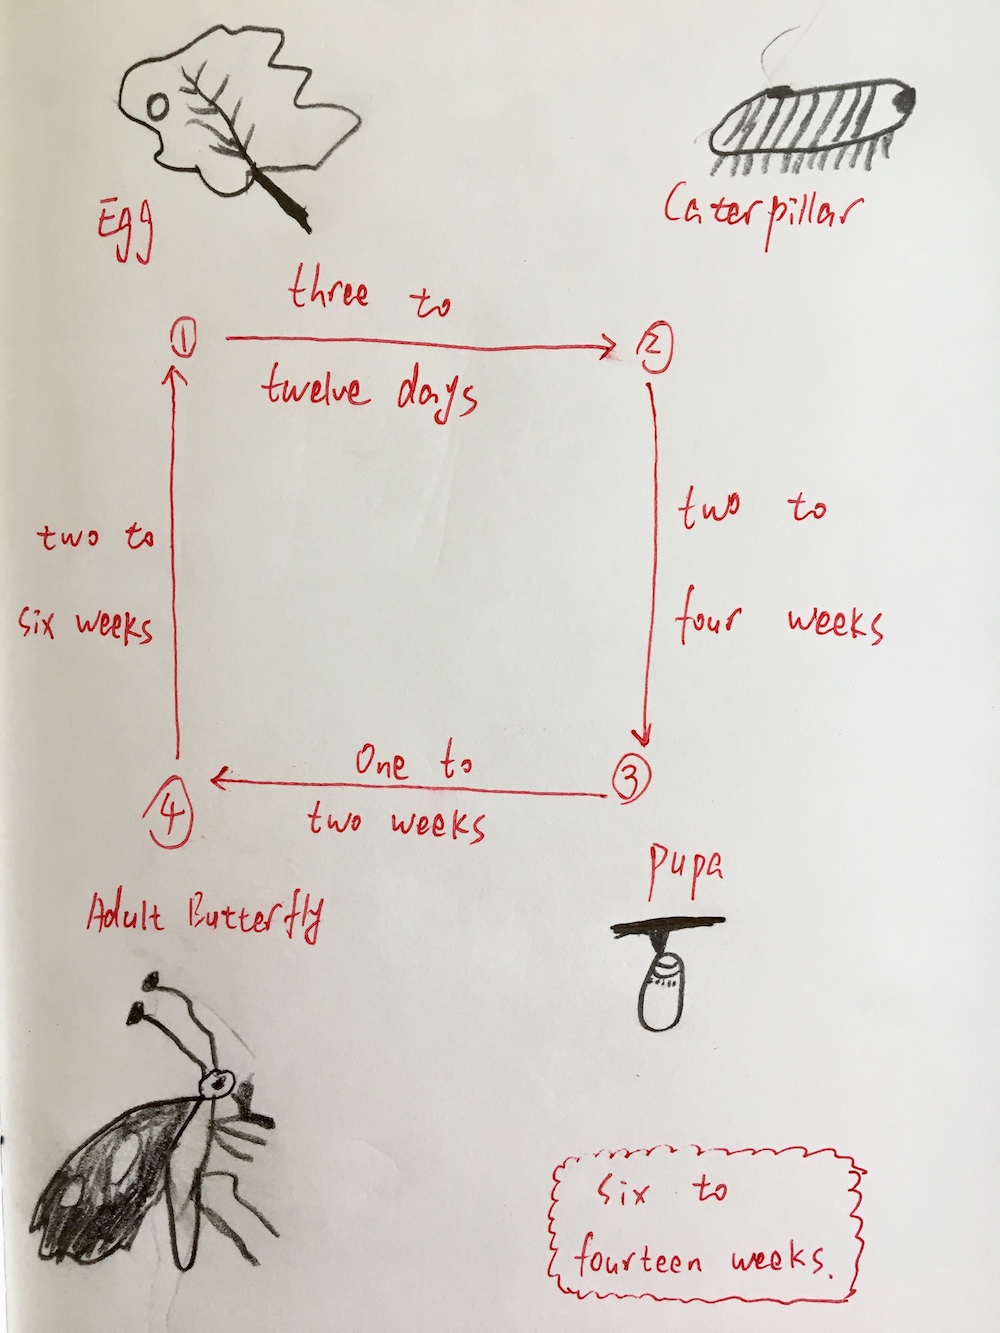 Egg
Caterpillar
three to
twelve days
①
②
two to
four weeks
two to
six weeks
One to
two weeks
③
④
pupa
Adult Butterfly
six to
fourteen weeks.